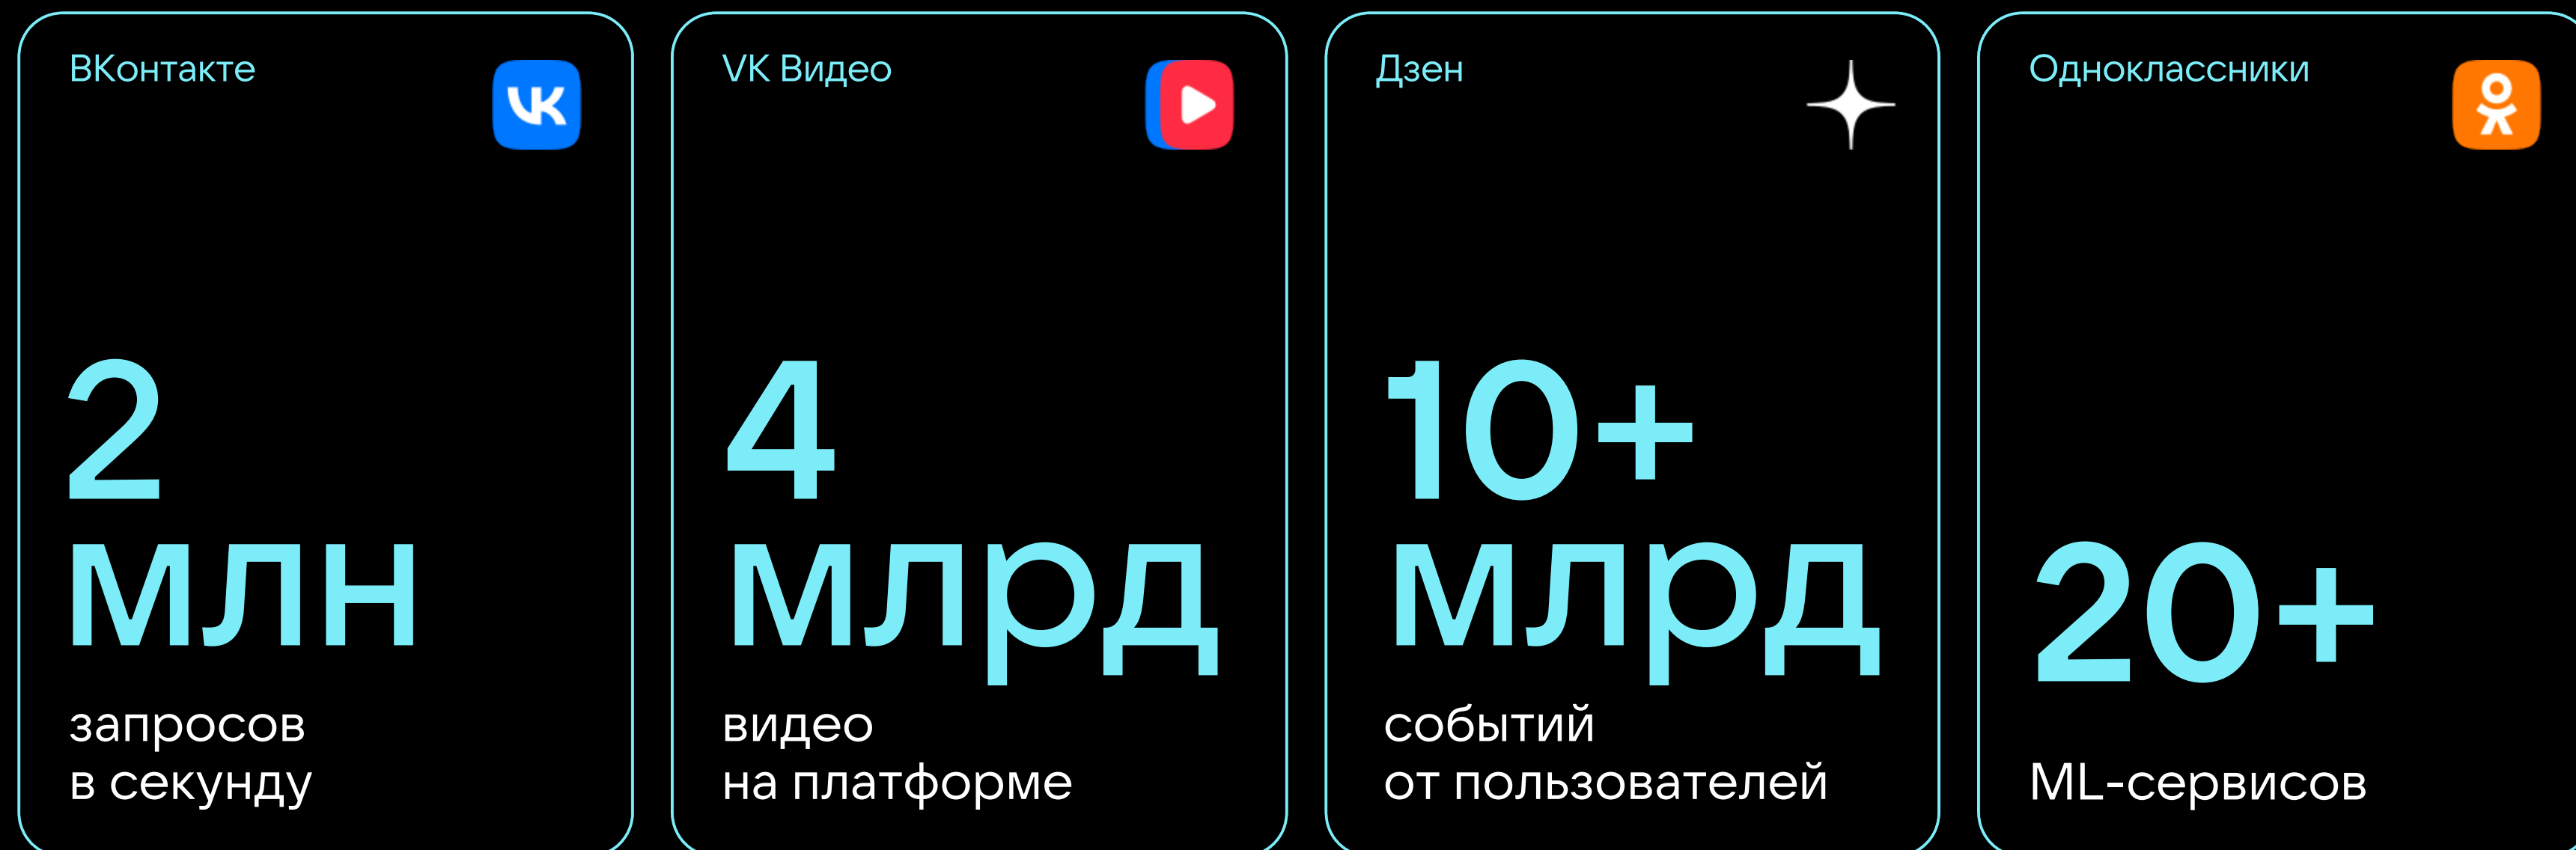 ВКонтакте
VK
2
млн
запросов
в секунду
VK Видео
4
млрд
видео
на платформе
Дзен
10+
млрд
событий
от пользователей
Одноклассники
20+
ML-сервисов